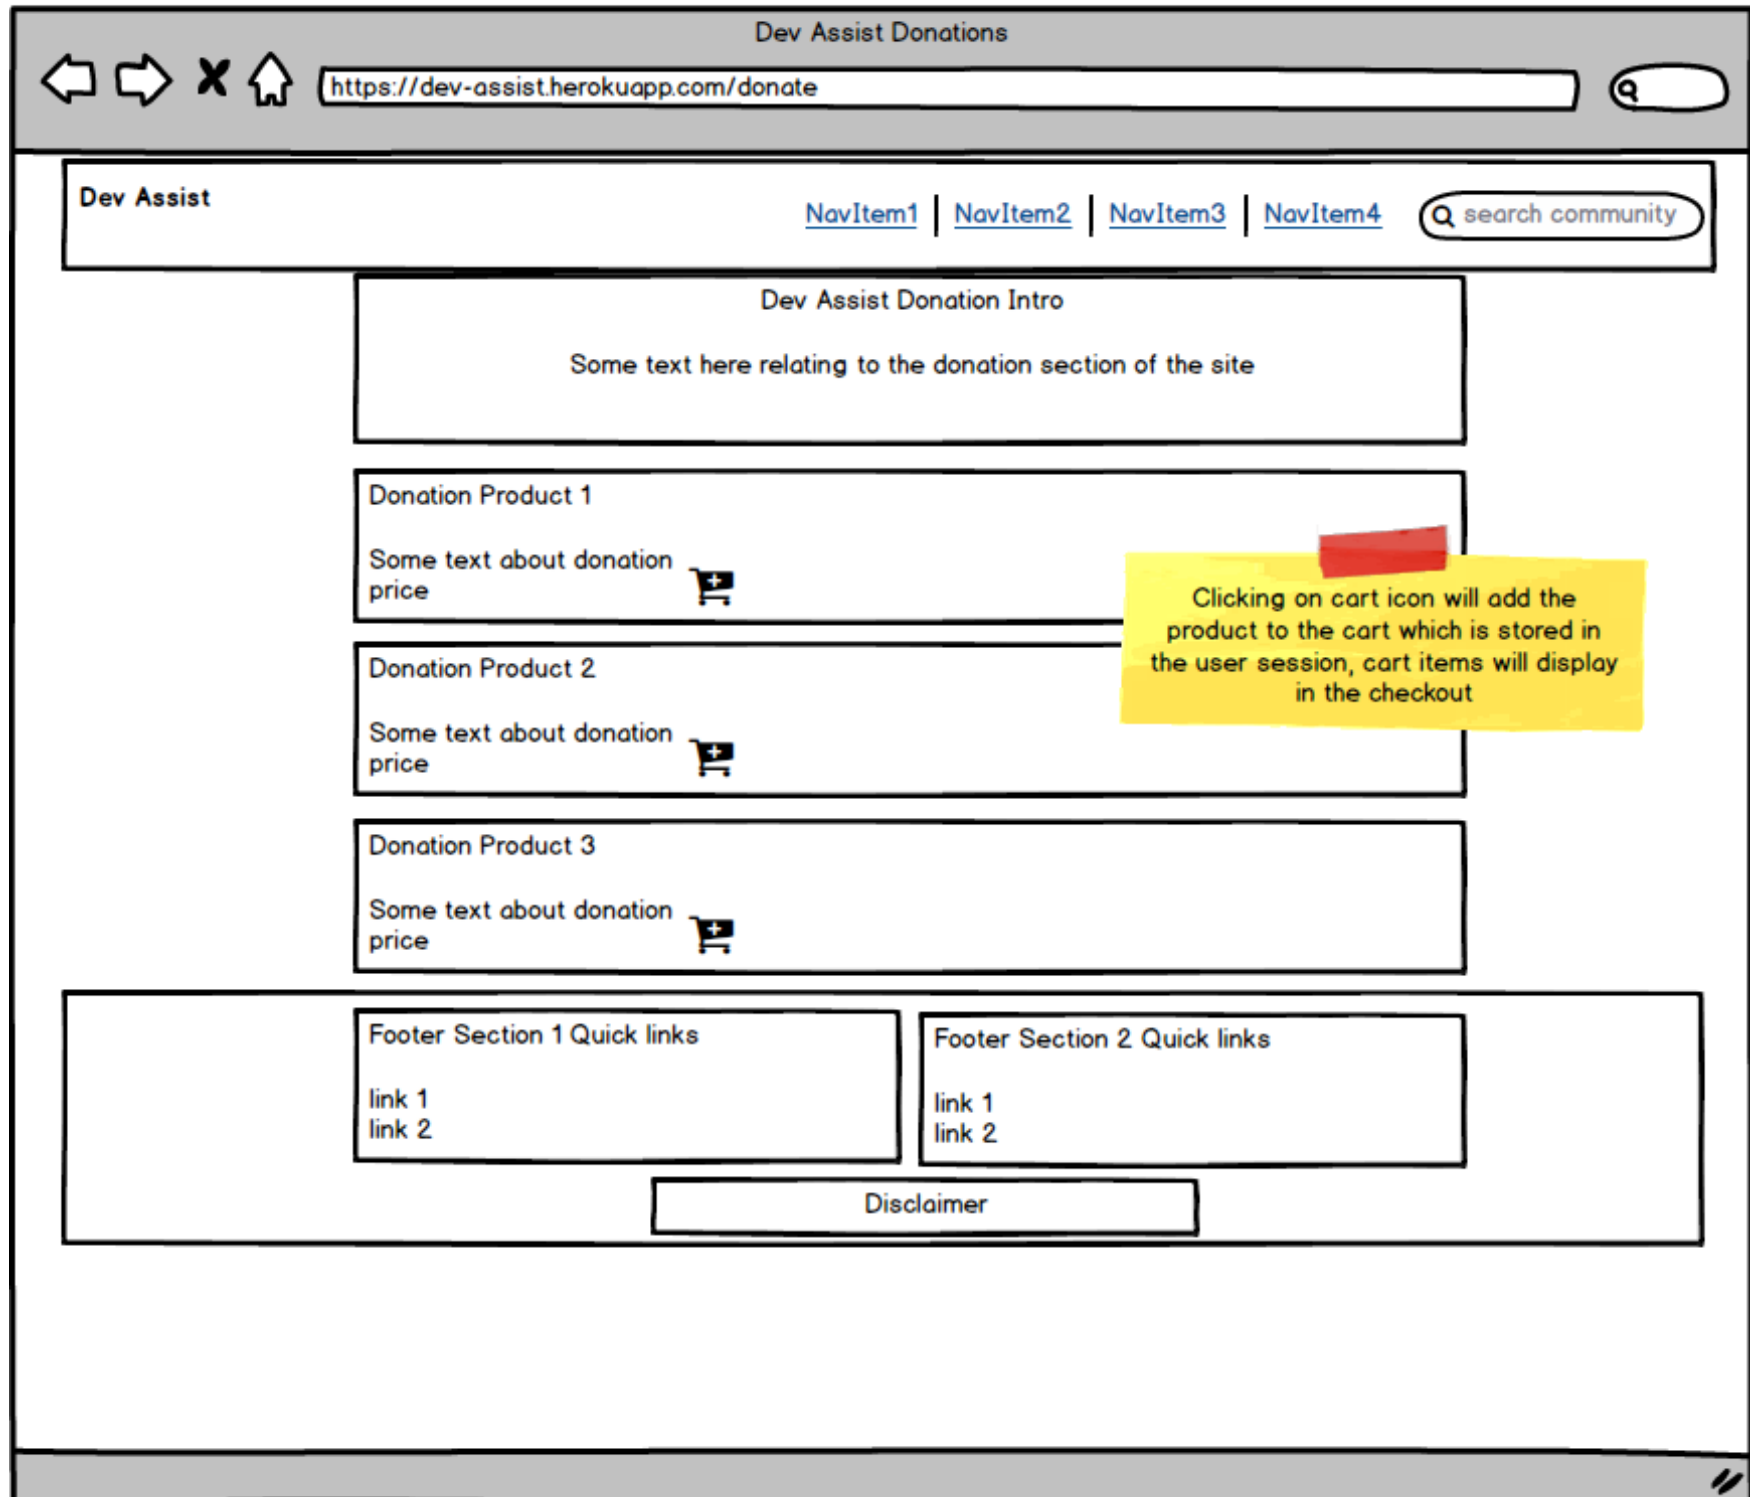 Dev Assist Donations
https://dev-assist.herokuapp.com/donate
Dev Assist
NavItem1 | NavItem2 | NavItem3 | NavItem4
search community
Dev Assist Donation Intro
Some text here relating to the donation section of the site
Donation Product 1
Some text about donation
price
Clicking on cart icon will add the
product to the cart which is stored in
the user session, cart items will display
in the checkout
Donation Product 2
Some text about donation
price
Donation Product 3
Some text about donation
price
Footer Section 1 Quick links
link 1
link 2
Footer Section 2 Quick links
link 1
link 2
Disclaimer